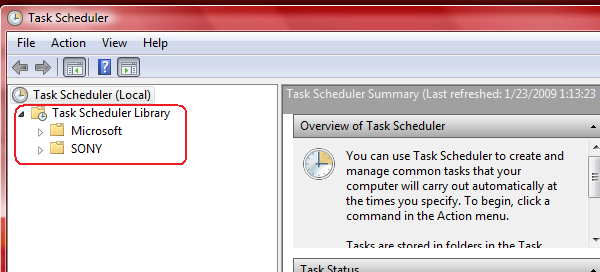 Task Scheduler
File Action View Help
Task Scheduler (Local)
Task Scheduler Library
Microsoft
SONY
Task Scheduler Summary (Last refreshed: 1/23/2009 1:13:23
Overview of Task Scheduler
You can use Task Scheduler to create and
manage common tasks that your
computer will carry out automatically at
the times you specify. To begin, click a
command in the Action menu.
Tasks are stored in folders in the Task
Task Status